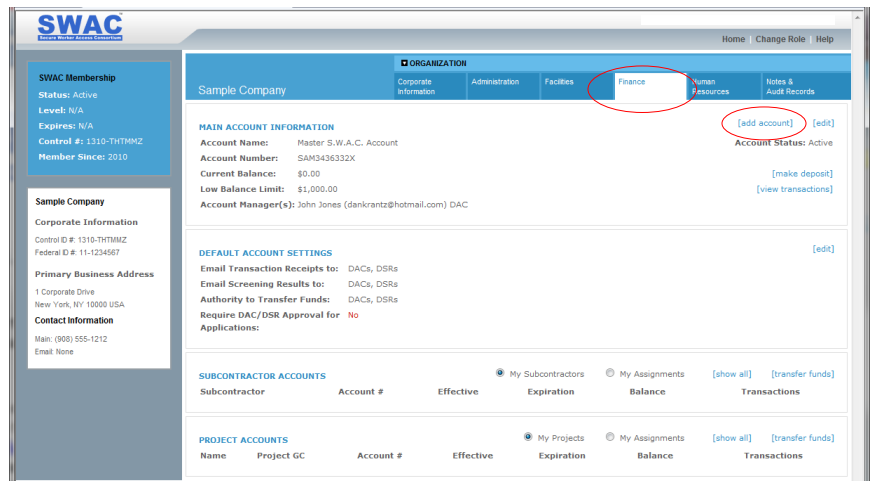 SWAC
Secure Worker Access Consortium
Home | Change Role | Help
SWAC Membership
Status: Active
Level: N/A
Expires: N/A
Control #: 1310-THTMMZ
Member Since: 2010
Sample Company
Corporate Information
Control ID #: 1310-THTMMZ
Federal ID #: 11-1234567
Primary Business Address
1 Corporate Drive
New York, NY 10000 USA
Contact Information
Main: (908) 555-1212
Email: None
ORGANIZATION
Sample Company
Corporate Information
Administration
Facilities
Finance
Human Resources
Notes & Audit Records
MAIN ACCOUNT INFORMATION [add account] [edit]
Account Name: Master S.W.A.C. Account Account Status: Active
Account Number: SAM3436332X
Current Balance: $0.00 [make deposit]
Low Balance Limit: $1,000.00 [view transactions]
Account Manager(s): John Jones (dankrantz@hotmail.com) DAC
DEFAULT ACCOUNT SETTINGS [edit]
Email Transaction Receipts to: DACs, DSRs
Email Screening Results to: DACs, DSRs
Authority to Transfer Funds: DACs, DSRs
Require DAC/DSR Approval for No
Applications:
SUBCONTRACTOR ACCOUNTS My Subcontractors My Assignments [show all] [transfer funds]
Subcontractor Account # Effective Expiration Balance Transactions
PROJECT ACCOUNTS My Projects My Assignments [show all] [transfer funds]
Name Project GC Account # Effective Expiration Balance Transactions